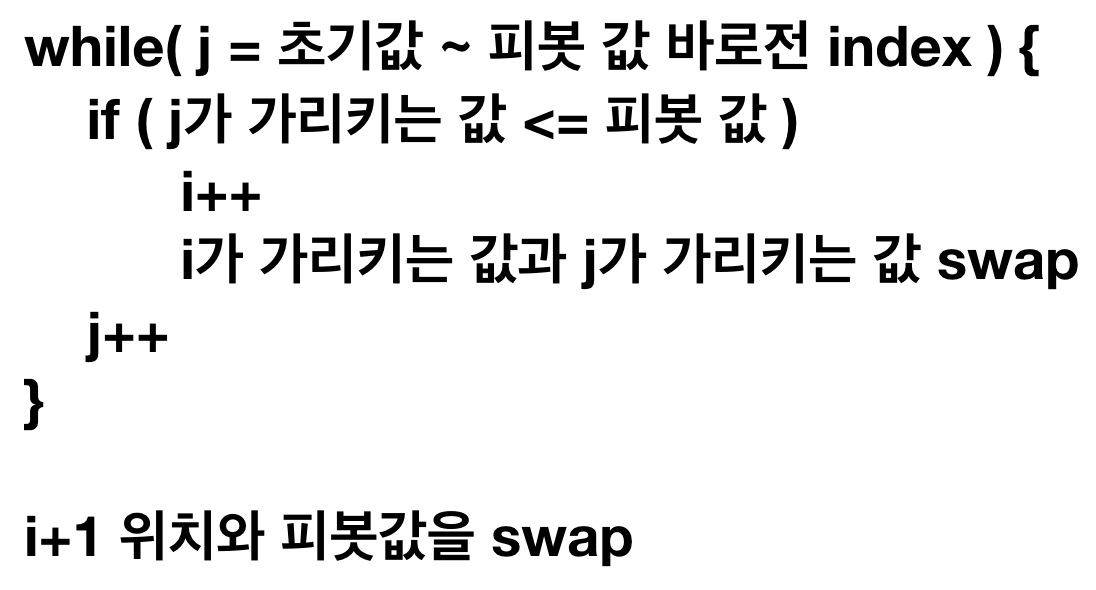 while( j = 초기값 ~ 피봇 값 바로전 index ) {
if ( j가 가리키는 값 <= 피봇 값 )
i++
i가 가리키는 값과 j가 가리키는 값 swap
j++
}
i+1 위치와 피봇값을 swap